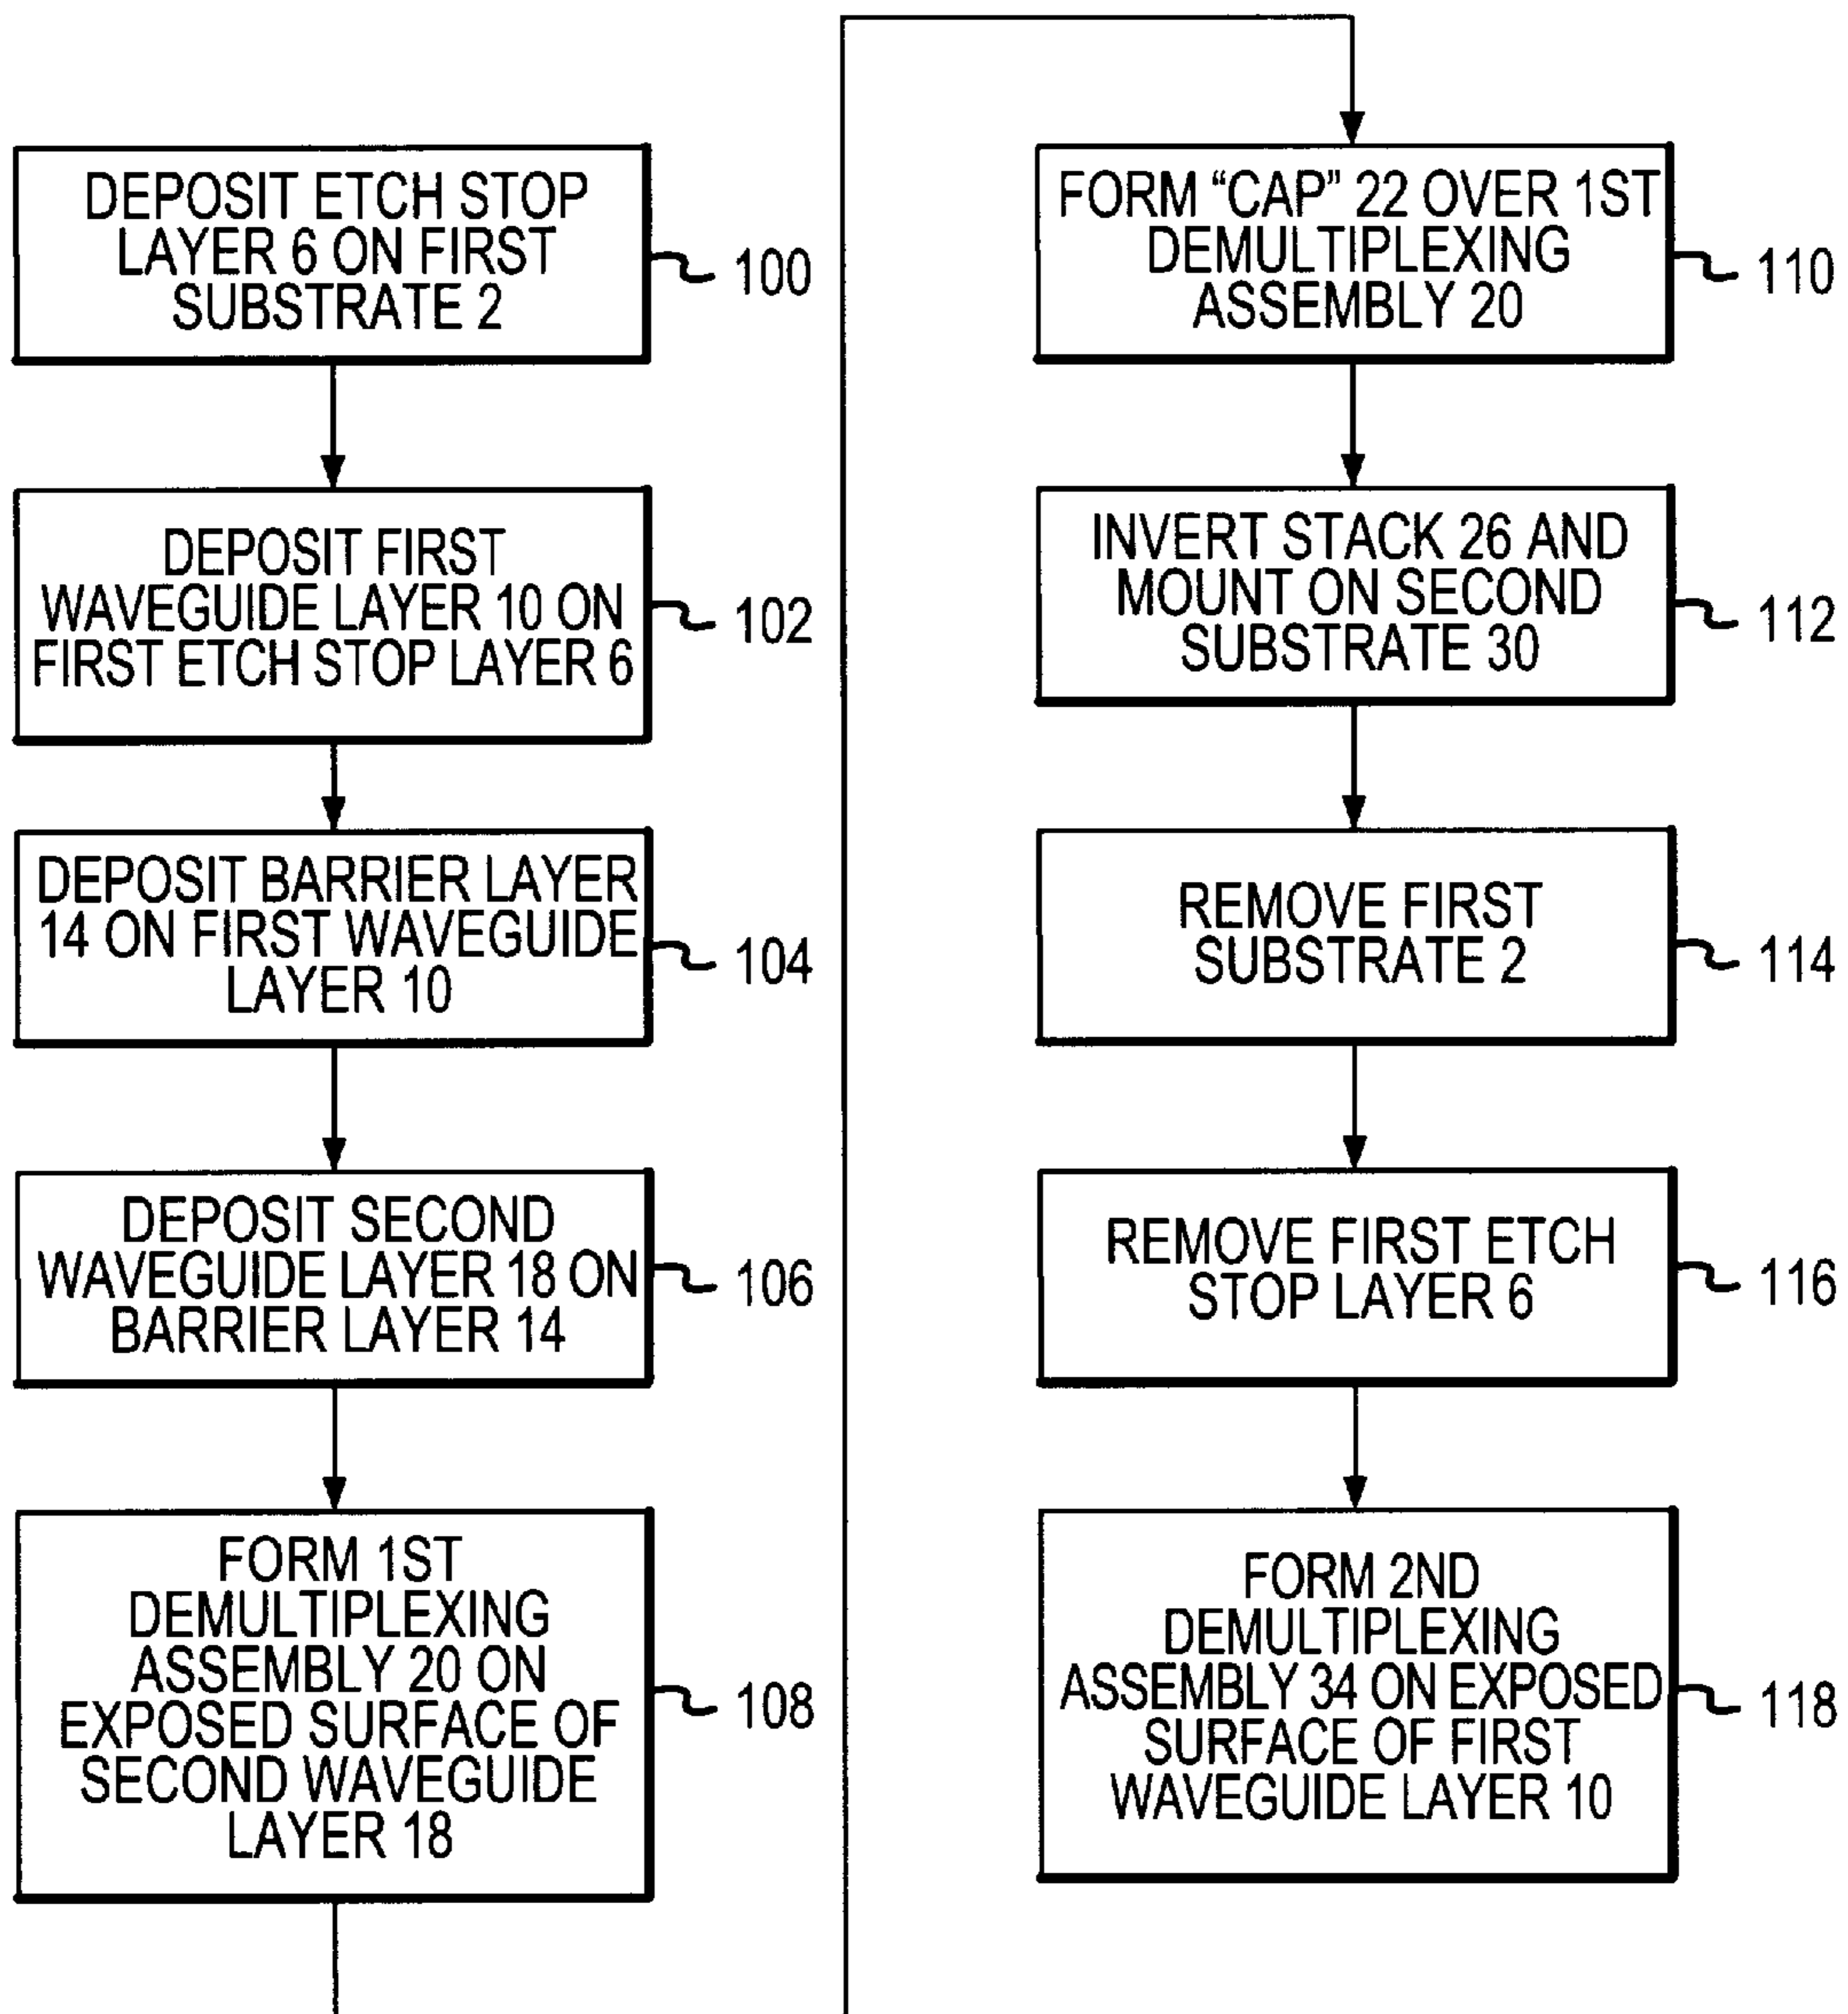 DEPOSIT ETCH STOP
LAYER 6 ON FIRST
SUBSTRATE 2
100
DEPOSIT FIRST
WAVEGUIDE LAYER 10 ON
FIRST ETCH STOP LAYER 6
102
DEPOSIT BARRIER LAYER
14 ON FIRST WAVEGUIDE
LAYER 10
104
DEPOSIT SECOND
WAVEGUIDE LAYER 18 ON
BARRIER LAYER 14
106
FORM 1ST
DEMULTIPLEXING
ASSEMBLY 20 ON
EXPOSED SURFACE OF
SECOND WAVEGUIDE
LAYER 18
108
FORM “CAP” 22 OVER 1ST
DEMULTIPLEXING
ASSEMBLY 20
110
INVERT STACK 26 AND
MOUNT ON SECOND
SUBSTRATE 30
112
REMOVE FIRST
SUBSTRATE 2
114
REMOVE FIRST ETCH
STOP LAYER 6
116
FORM 2ND
DEMULTIPLEXING
ASSEMBLY 34 ON EXPOSED
SURFACE OF FIRST
WAVEGUIDE LAYER 10
118